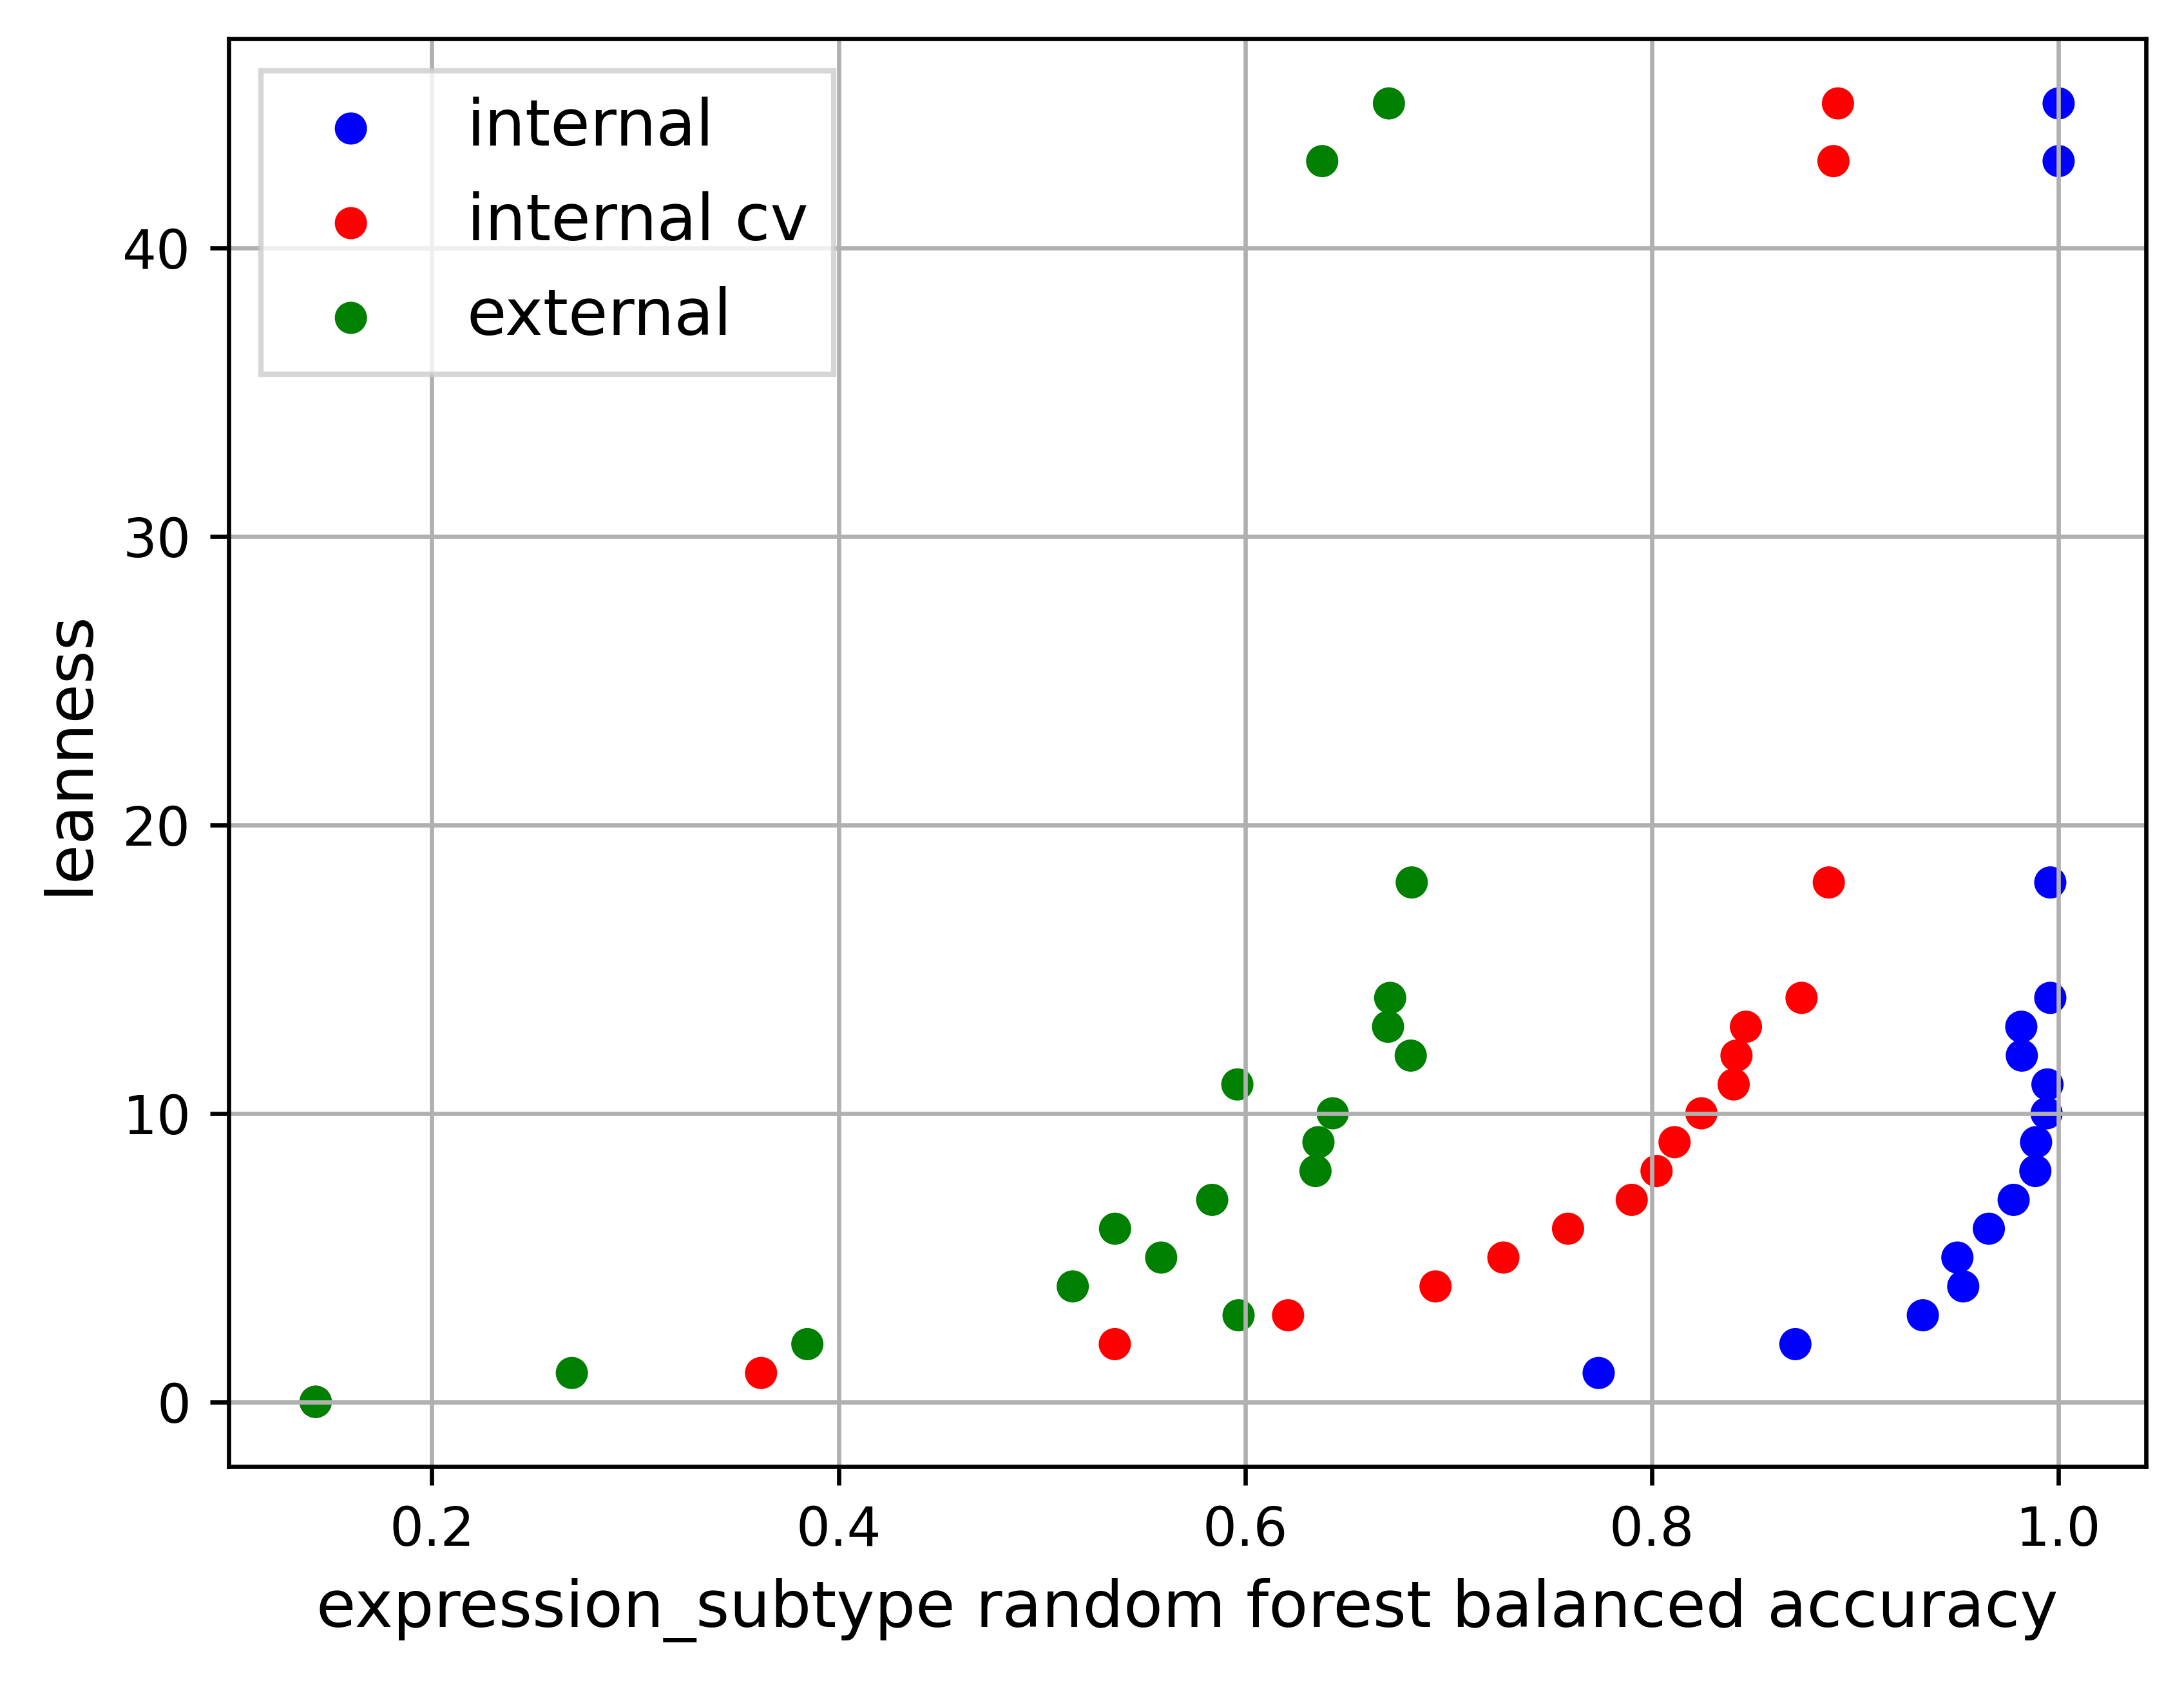 internal
internal cv
external
40
30
20
10
0
leanness
0.2 0.4 0.6 0.8 1.0
expression_subtype random forest balanced accuracy